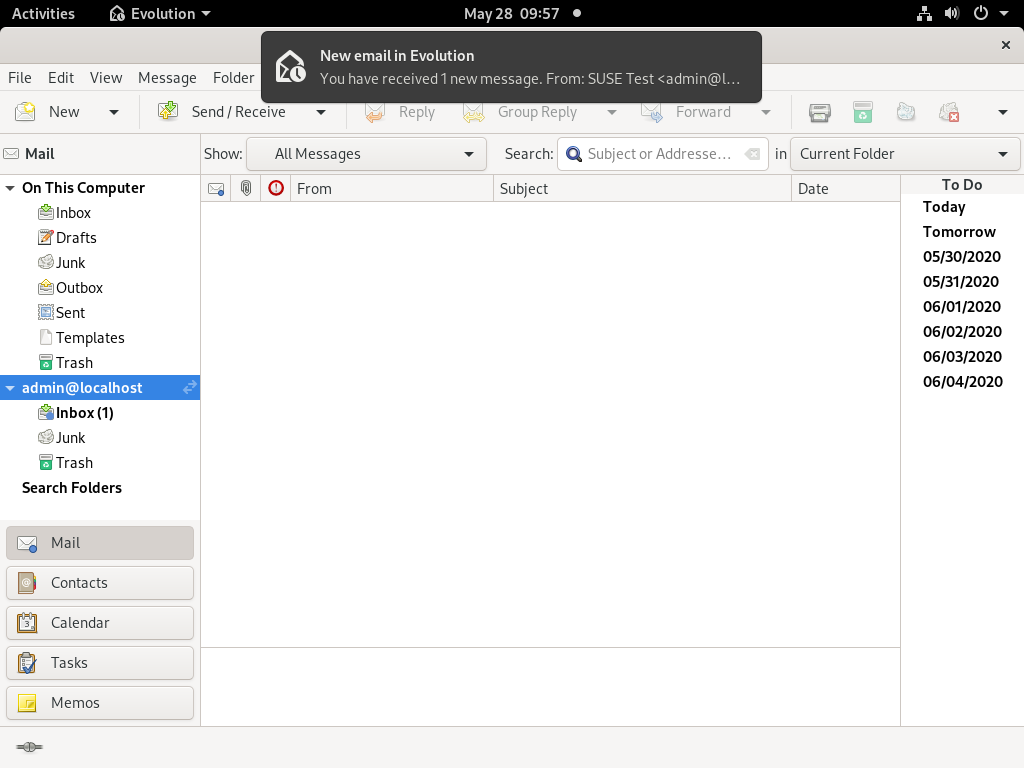 Activities Evolution May 28 09:57
New email in Evolution
You have received 1 new message. From: SUSE Test <admin@l…
File Edit View Message Folder
New Send / Receive Reply Group Reply Forward
Mail Show: All Messages Search: Subject or Addresse… in Current Folder
From Subject Date
To Do
On This Computer
Inbox
Drafts
Junk
Outbox
Sent
Templates
Trash
admin@localhost
Inbox (1)
Junk
Trash
Search Folders
Mail
Contacts
Calendar
Tasks
Memos
Today
Tomorrow
05/30/2020
05/31/2020
06/01/2020
06/02/2020
06/03/2020
06/04/2020